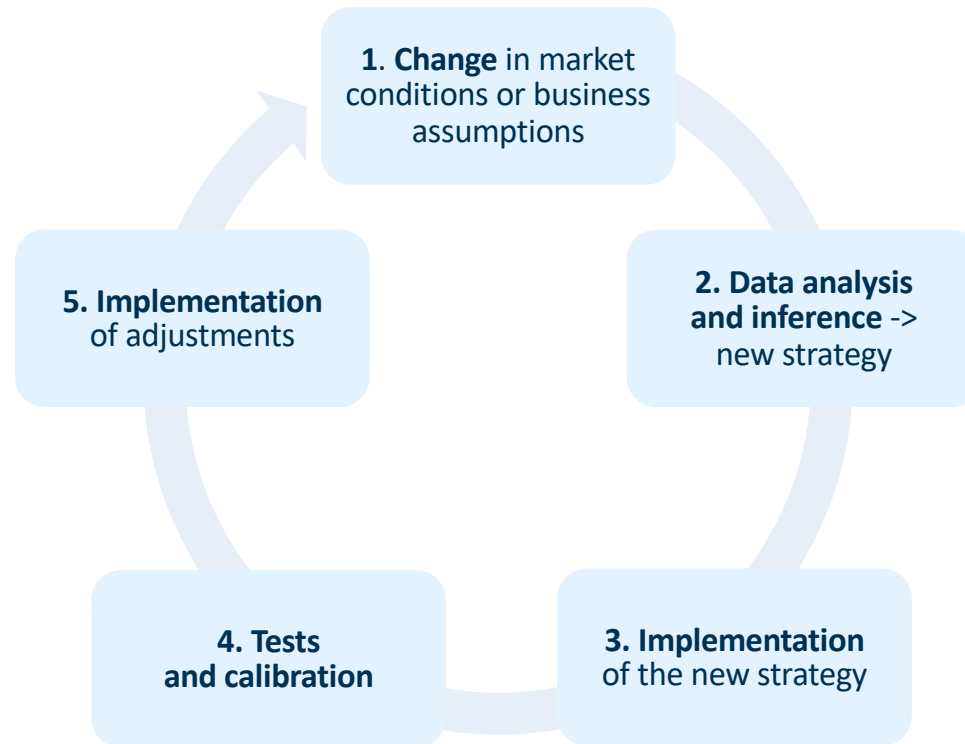 1. Change in market
conditions or business
assumptions
2. Data analysis
and inference ->
new strategy
3. Implementation
of the new strategy
4. Tests
and calibration
5. Implementation
of adjustments